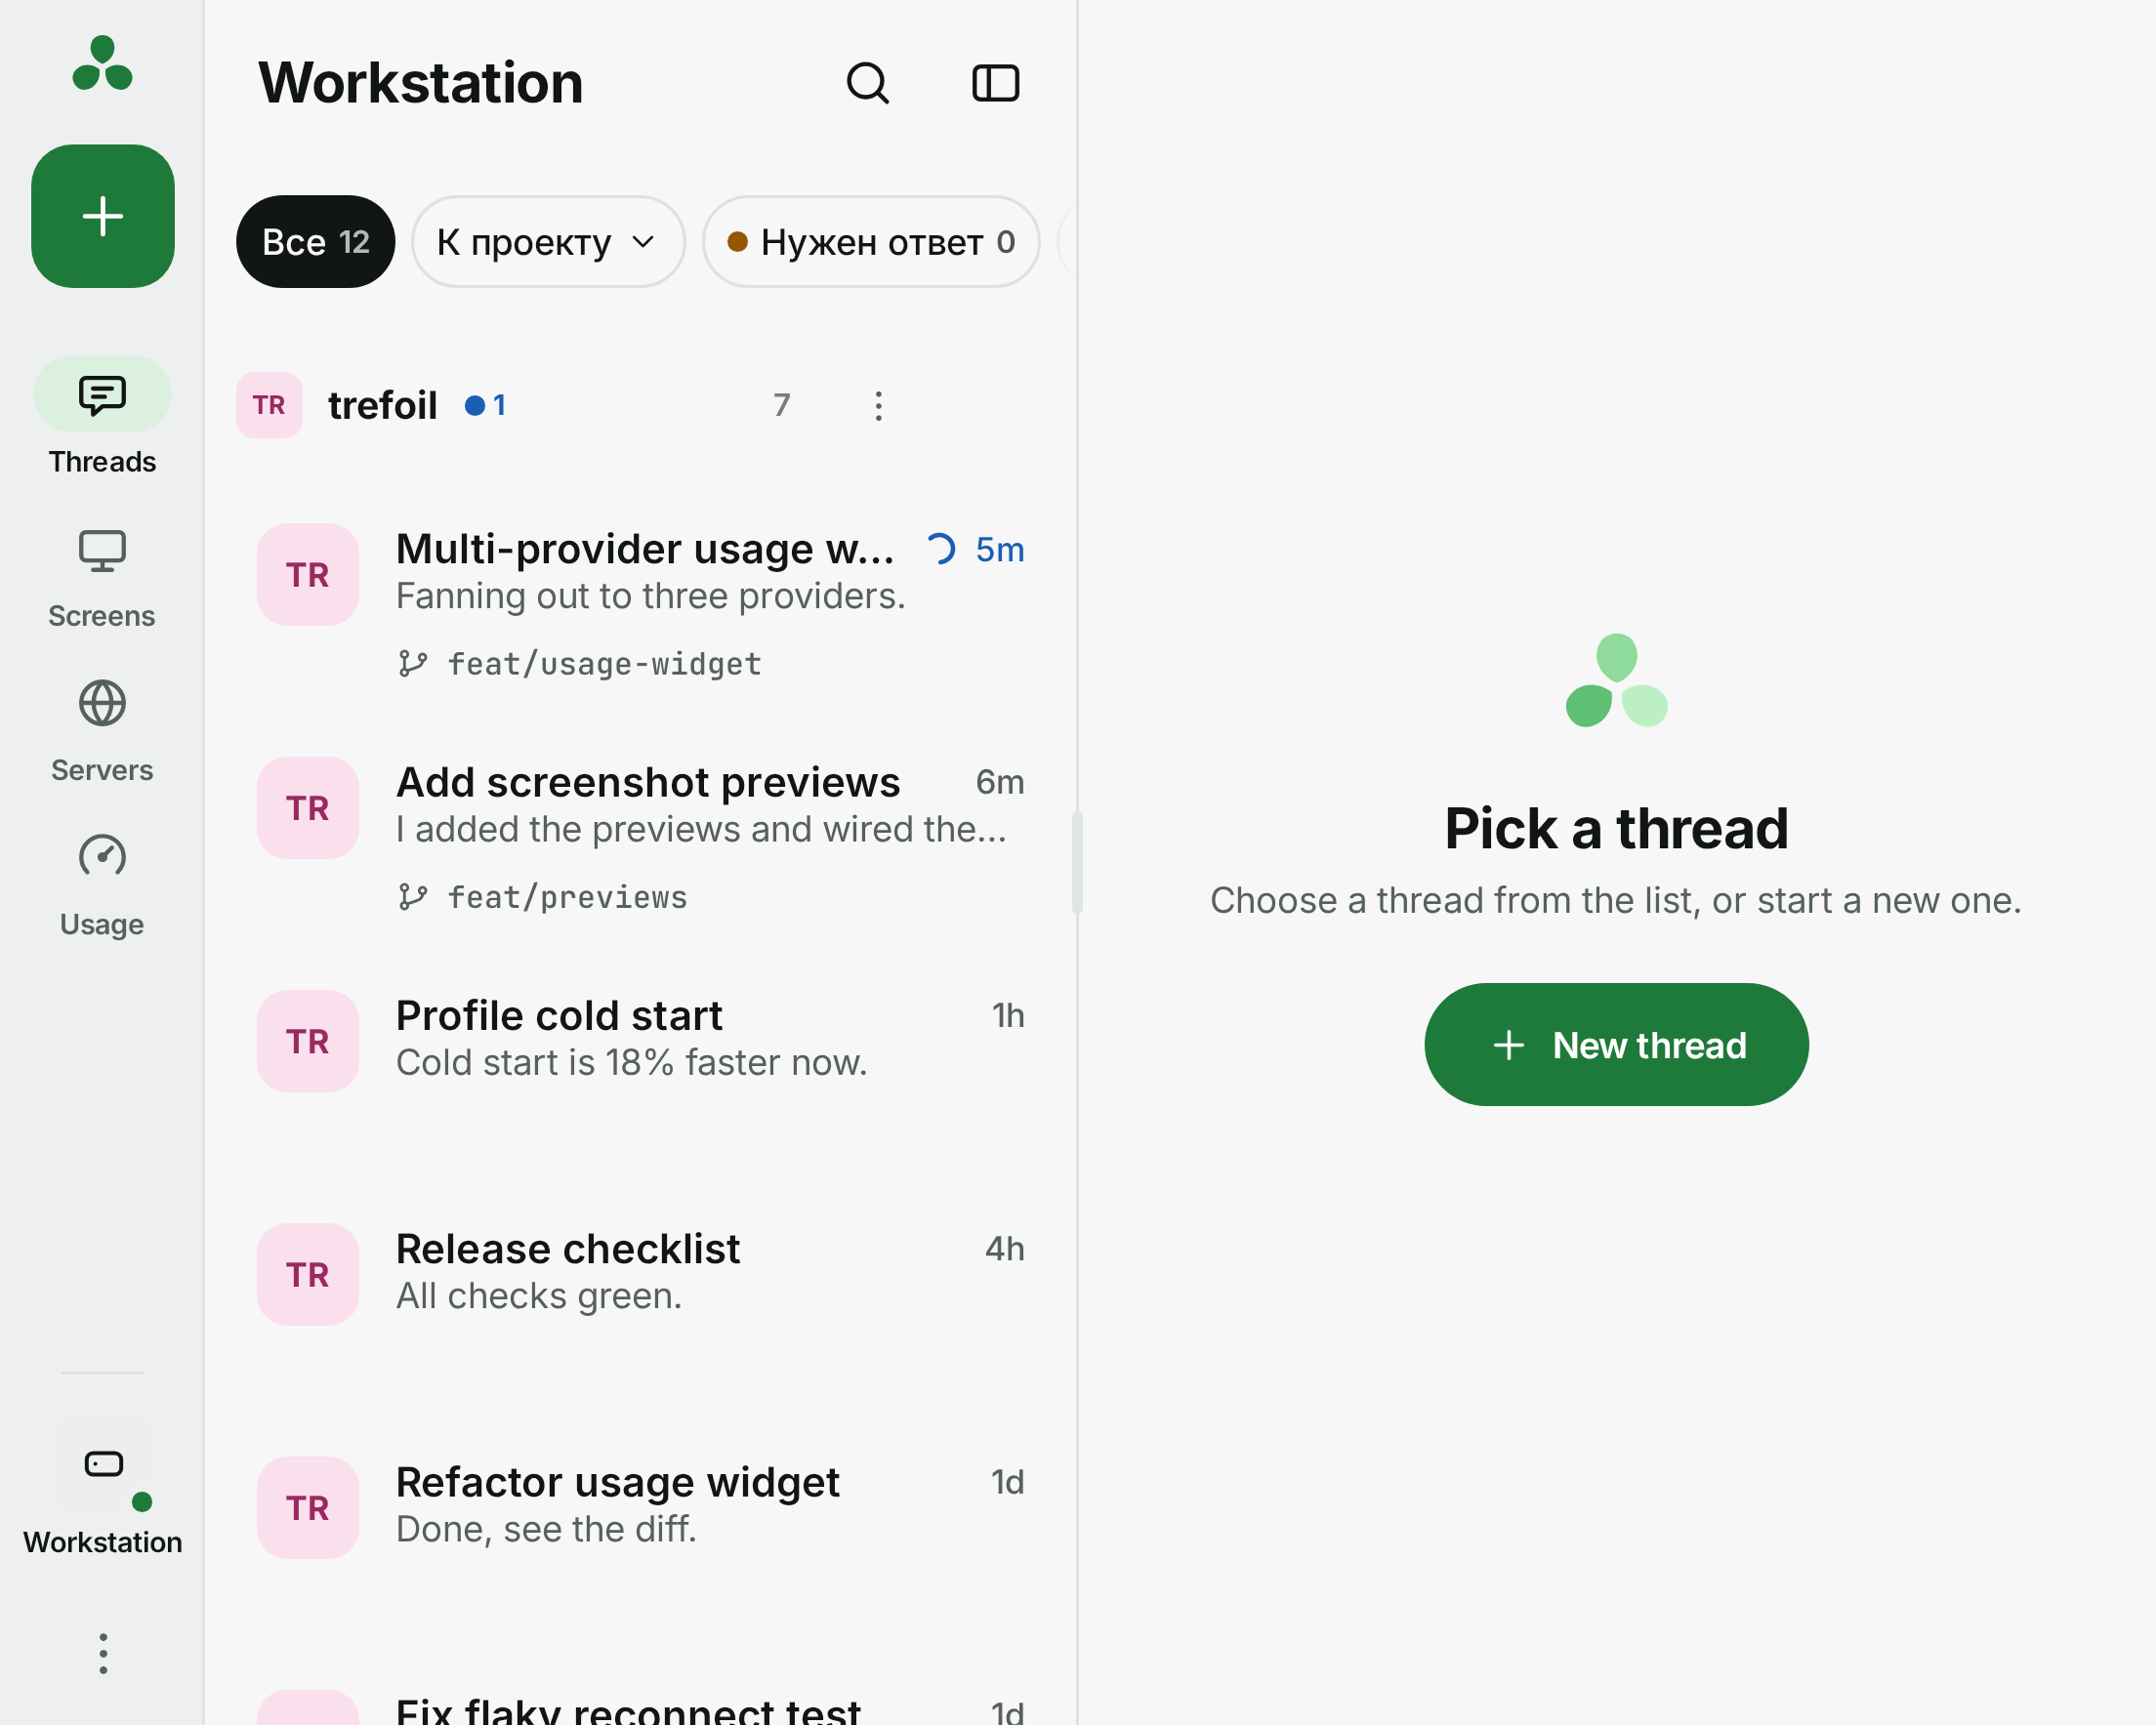 Workstation
Все 12
К проекту
Нужен ответ 0
TR trefoil 1 7
Threads
Screens
Servers
Usage
Workstation
TR Multi-provider usage w... 5m
Fanning out to three providers.
feat/usage-widget
TR Add screenshot previews 6m
I added the previews and wired the...
feat/previews
TR Profile cold start 1h
Cold start is 18% faster now.
TR Release checklist 4h
All checks green.
TR Refactor usage widget 1d
Done, see the diff.
Fix flaky reconnect test 1d
Pick a thread
Choose a thread from the list, or start a new one.
New thread